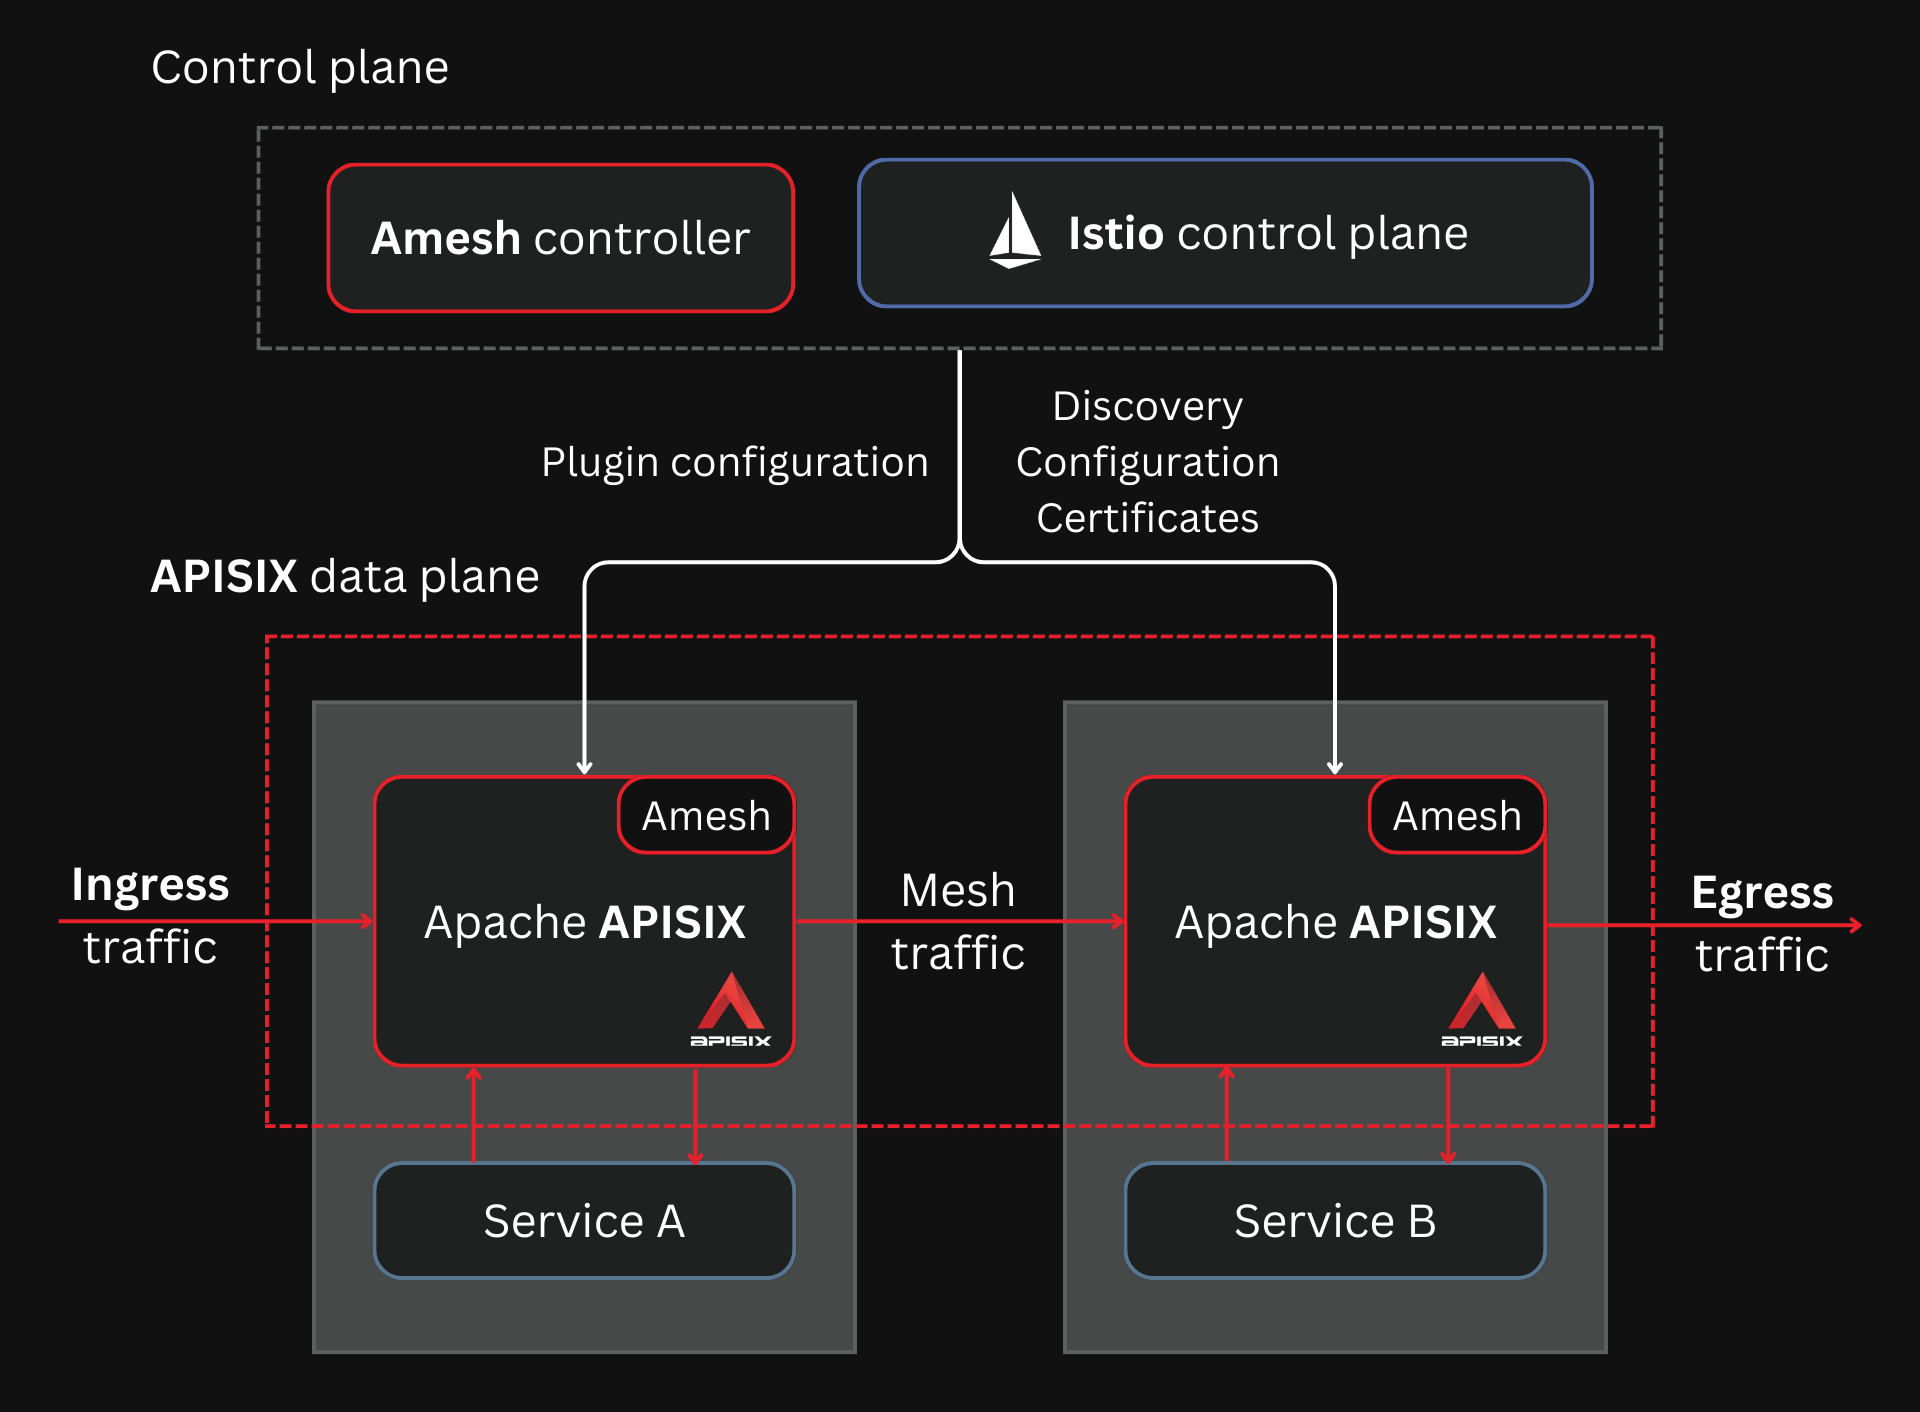 Control plane
Amesh controller
Istio control plane
Plugin configuration
Discovery
Configuration
Certificates
APISIX data plane
Amesh
Apache APISIX
APISIX
Amesh
Apache APISIX
APISIX
Ingress
traffic
Mesh
traffic
Egress
traffic
Service A
Service B